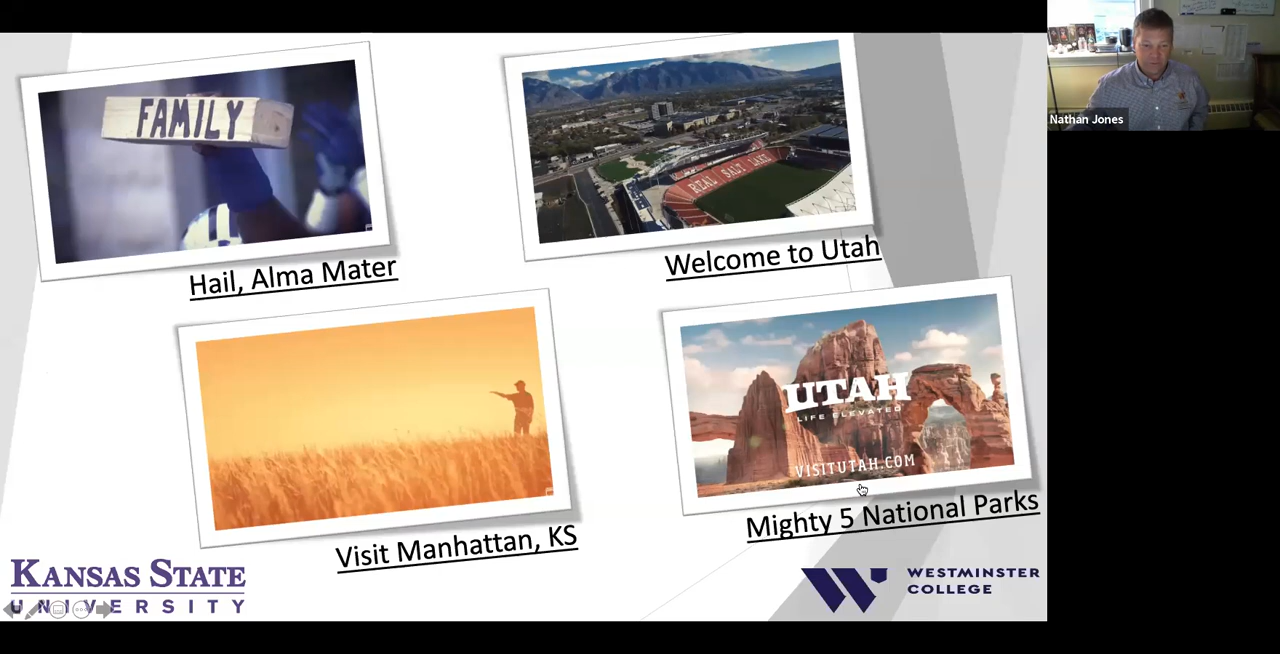 FAMILY
REAL SALT LAKE
Hail, Alma Mater
Welcome to Utah
UTAH
LIFE ELEVATED
VISITUTAH.COM
Visit Manhattan, KS
Mighty 5 National Parks
KANSAS STATE
UNIVERSITY
WESTMINSTER
COLLEGE
Nathan Jones